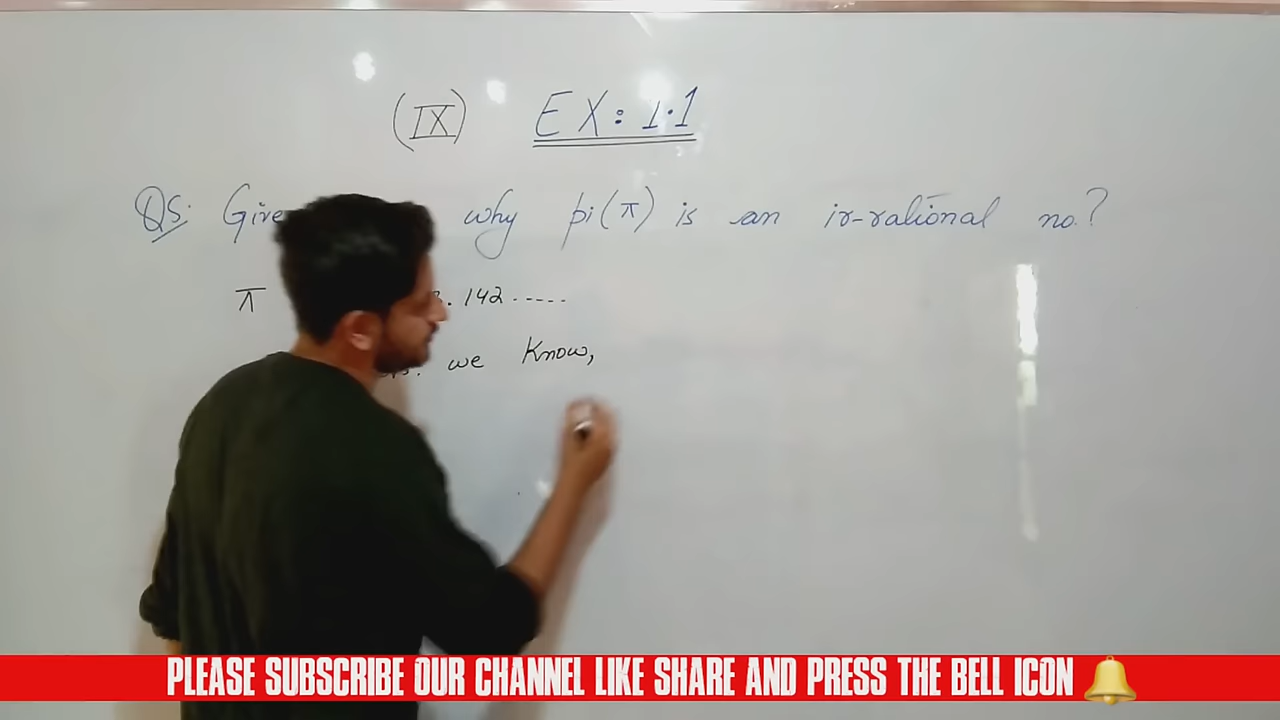 (IX) EX: 1.1
Q5: Give why pi(π) is an ir-rational no.?
π . 142 -----
we Know,
PLEASE SUBSCRIBE OUR CHANNEL LIKE SHARE AND PRESS THE BELL ICON